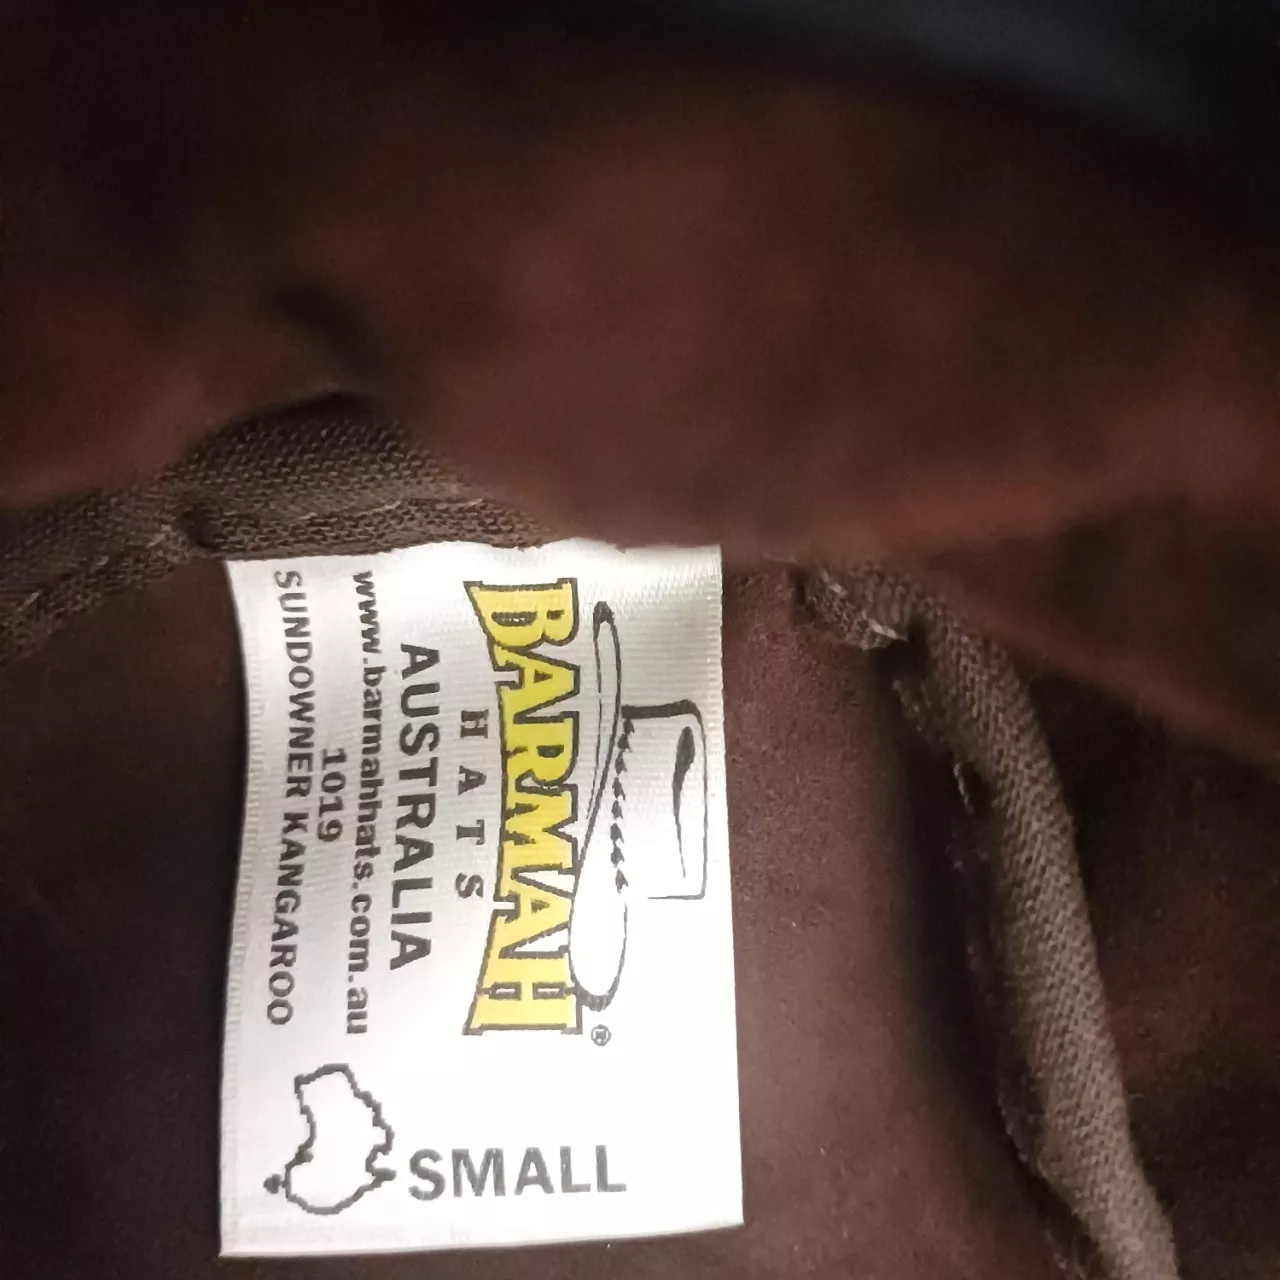 BARMAH
®
HATS
AUSTRALIA
www.barmahhats.com.au
1019
SUNDOWNER KANGAROO
SMALL